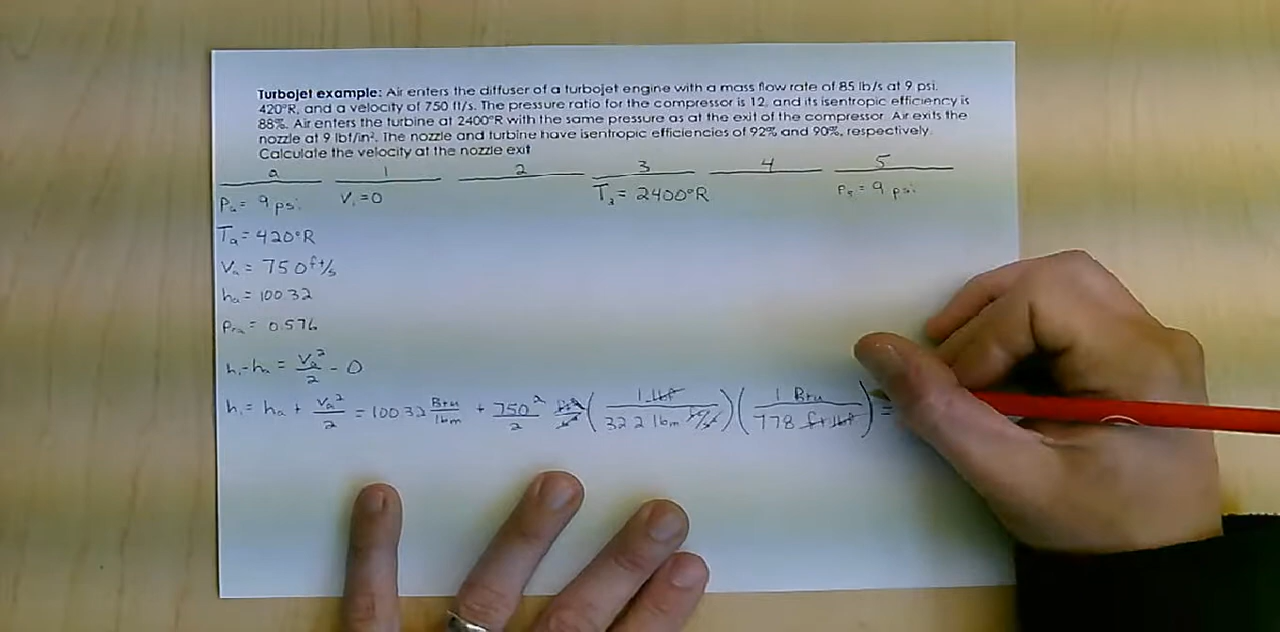 Turbojet example: Air enters the diffuser of a turbojet engine with a mass flow rate of 85 lb/s at 9 psi,
420°R, and a velocity of 750 ft/s. The pressure ratio for the compressor is 12, and its isentropic efficiency is
88%. Air enters the turbine at 2400°R with the same pressure as at the exit of the compressor. Air exits the
nozzle at 9 lbf/in². The nozzle and turbine have isentropic efficiencies of 92% and 90%, respectively.
Calculate the velocity at the nozzle exit
a 1 2 3 4 5
Pa = 9 psi V₁ = 0 T₃ = 2400°R P₅ = 9 psi
Ta = 420°R
Va = 750 ft/s
ha = 100.32
Pra = 0.576
h₁ - ha = Va²/2 - 0
h₁ = ha + Va²/2 = 100.32 Btu/lbm + 750²/2 ft²/s² (1 lbf / 32.2 lbm ft/s²) (1 Btu / 778 ft lbf) =